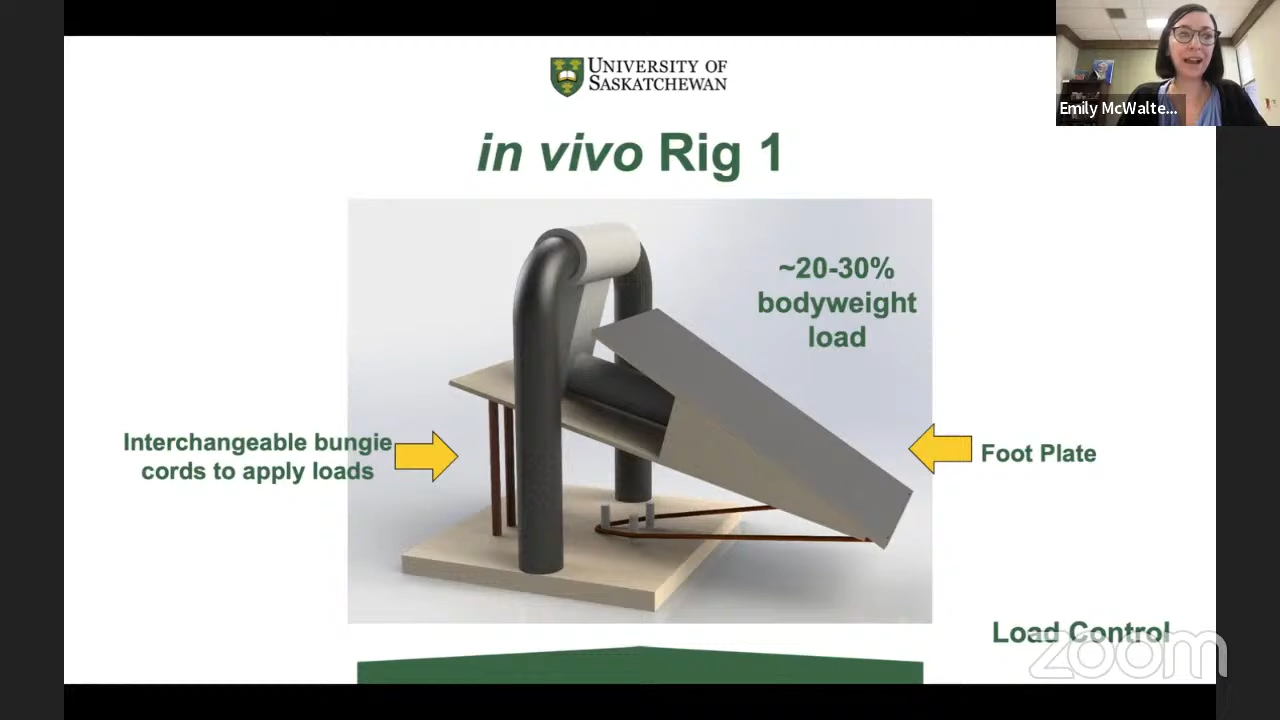 Emily McWalte...
UNIVERSITY OF
SASKATCHEWAN
in vivo Rig 1
~20-30%
bodyweight
load
Interchangeable bungie
cords to apply loads
Foot Plate
Load Control
zoom